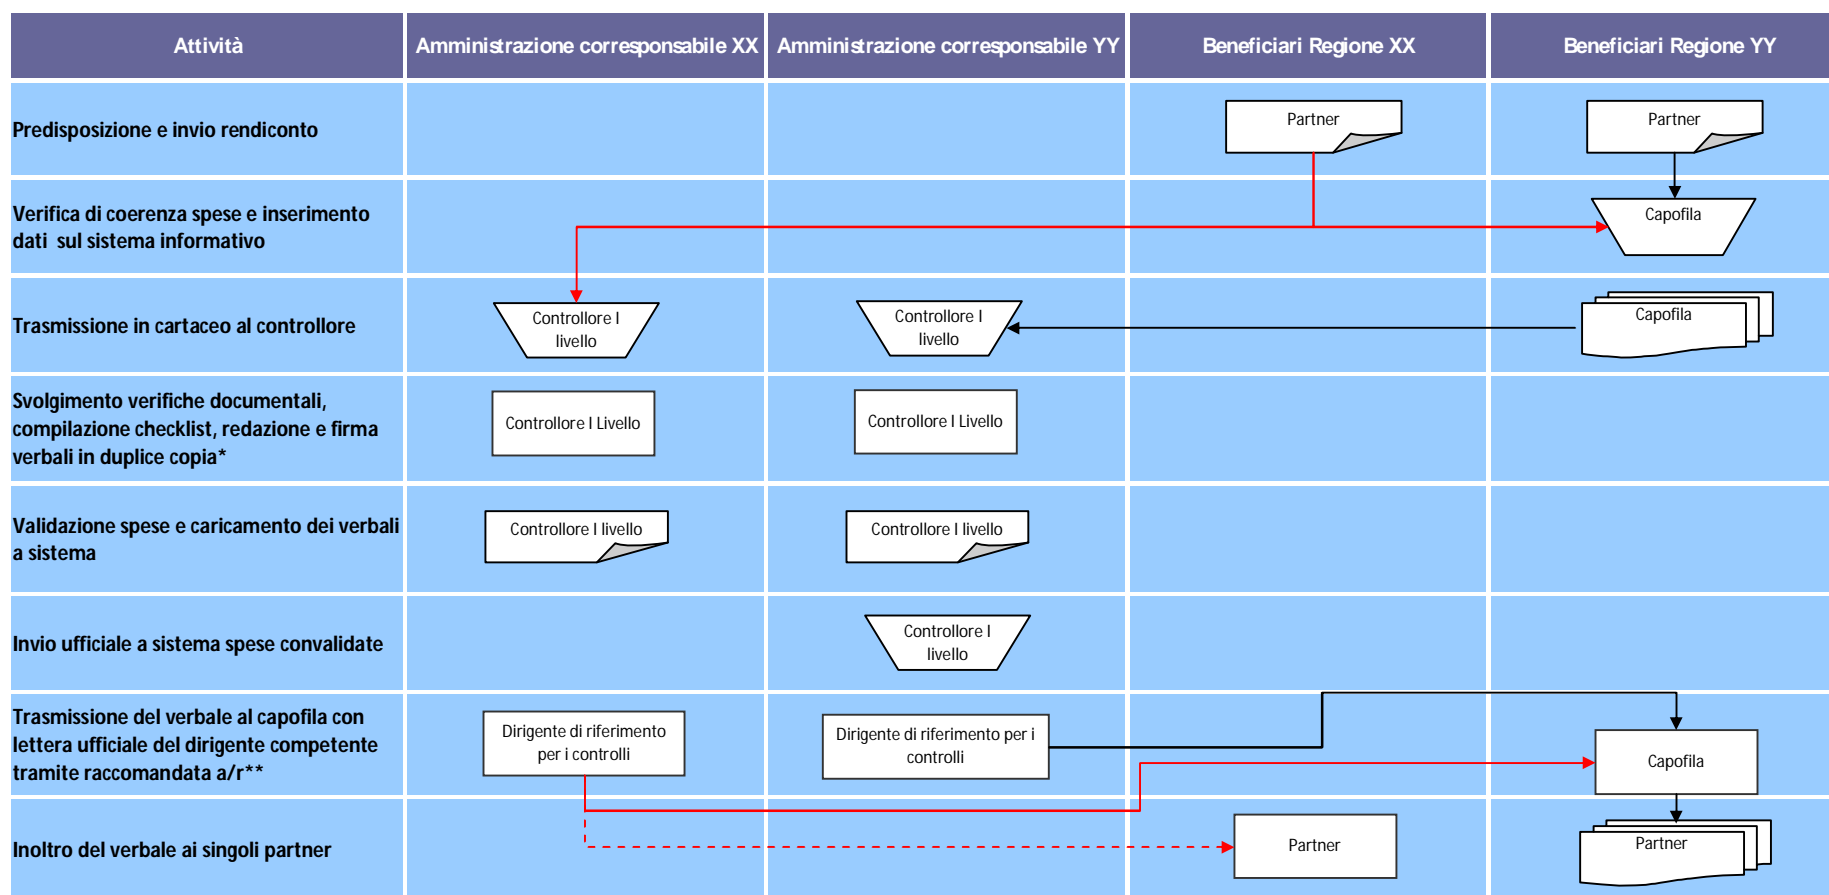 Attività
Amministrazione corresponsabile XX
Amministrazione corresponsabile YY
Beneficiari Regione XX
Beneficiari Regione YY
Predisposizione e invio rendiconto
Partner
Partner
Verifica di coerenza spese e inserimento
dati sul sistema informativo
Capofila
Trasmissione in cartaceo al controllore
Controllore I
livello
Controllore I
livello
Capofila
Svolgimento verifiche documentali,
compilazione checklist, redazione e firma
verbali in duplice copia*
Controllore I Livello
Controllore I Livello
Validazione spese e caricamento dei verbali
a sistema
Controllore I livello
Controllore I livello
Invio ufficiale a sistema spese convalidate
Controllore I
livello
Trasmissione del verbale al capofila con
lettera ufficiale del dirigente competente
tramite raccomandata a/r**
Dirigente di riferimento
per i controlli
Dirigente di riferimento per i
controlli
Capofila
Inoltro del verbale ai singoli partner
Partner
Partner